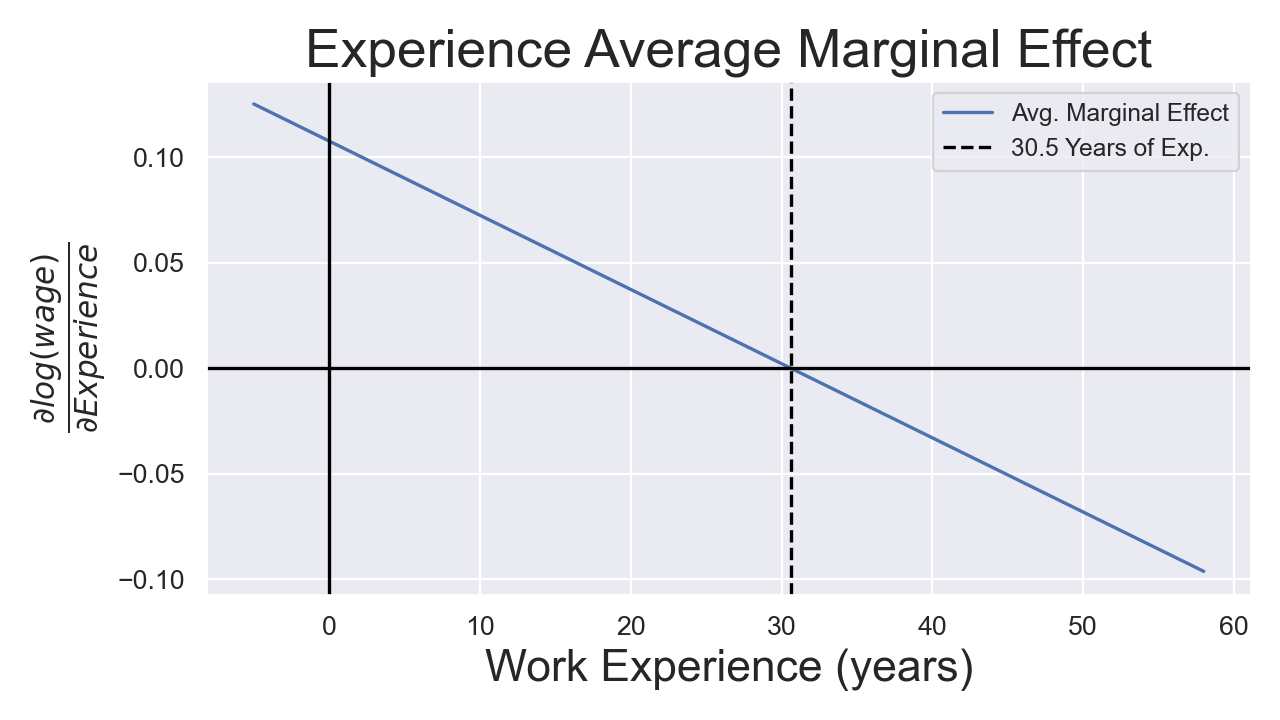 Experience Average Marginal Effect
Avg. Marginal Effect
30.5 Years of Exp.
∂log(wage)
∂Experience
0.10
0.05
0.00
−0.05
−0.10
0 10 20 30 40 50 60
Work Experience (years)